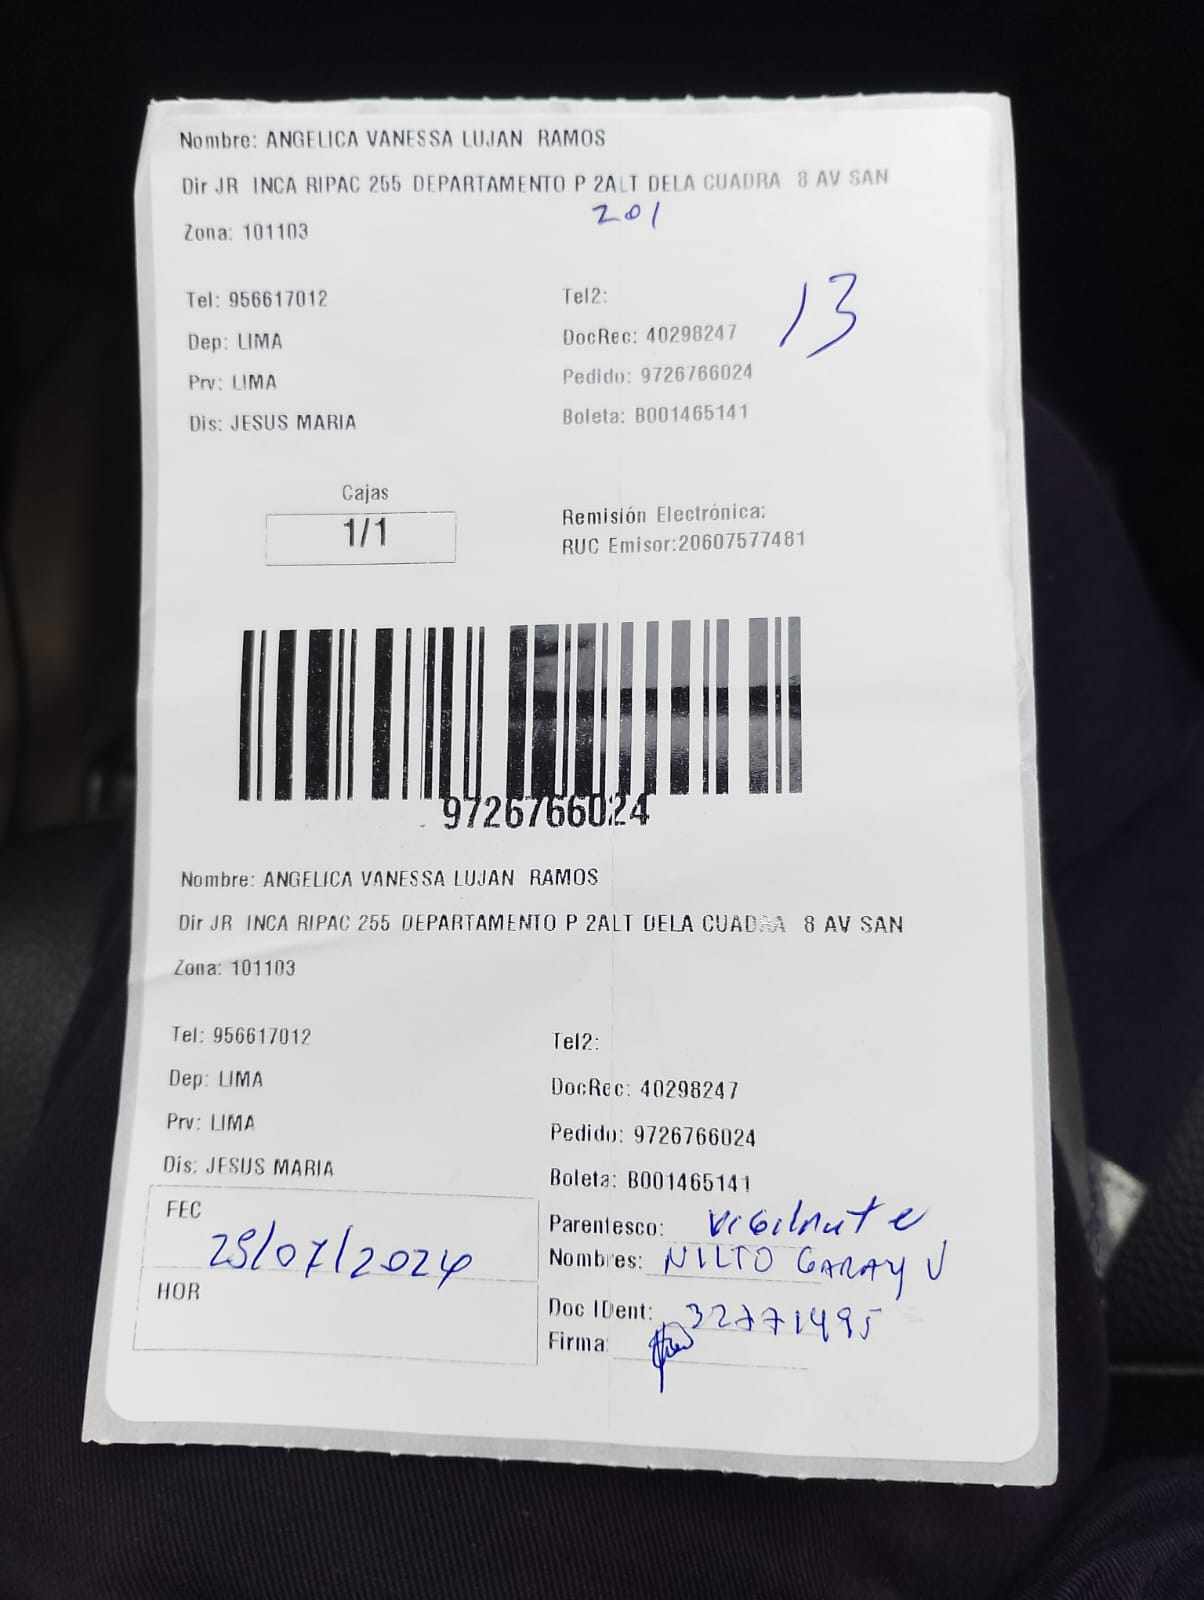 Nombre: ANGELICA VANESSA LUJAN RAMOS
Dir JR INCA RIPAC 255 DEPARTAMENTO P 2ALT DELA CUADRA 8 AV SAN
201
Zona: 101103
13
Tel: 956617012 Tel2:
Dep: LIMA DocRec: 40298247
Prv: LIMA Pedido: 9726766024
Dis: JESUS MARIA Boleta: B001465141
Cajas
1/1
Remisión Electrónica:
RUC Emisor:20607577481
9726766024
Nombre: ANGELICA VANESSA LUJAN RAMOS
Dir JR INCA RIPAC 255 DEPARTAMENTO P 2ALT DELA CUADRA 8 AV SAN
Zona: 101103
Tel: 956617012 Tel2:
Dep: LIMA DocRec: 40298247
Prv: LIMA Pedido: 9726766024
Dis: JESUS MARIA Boleta: B001465141
FEC
HOR
Parentesco: Vigilante
Nombres: NILTO GARAY V
Doc IDent: 32771495
Firma: